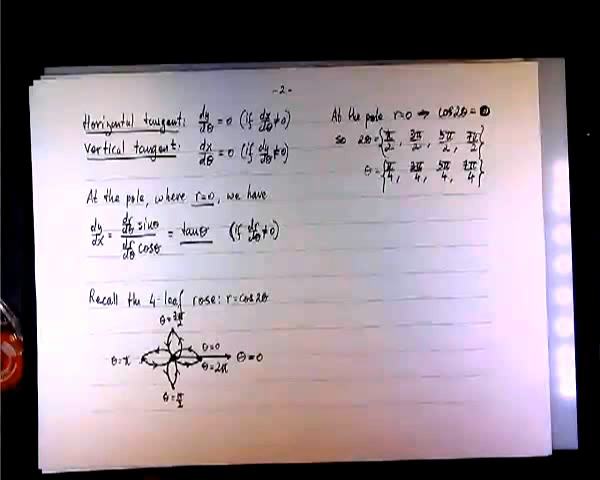 - 2 -
Horizontal tangent: dy/dθ = 0 (if dx/dθ ≠ 0)
Vertical tangent: dx/dθ = 0 (if dy/dθ ≠ 0)
At the pole, where r=0, we have
dy/dx = (dr/dθ sinθ)/(dr/dθ cosθ) = tanθ (if dr/dθ ≠ 0)
Recall the 4-leaf rose: r = cos2θ
θ = 3π/2
θ=0
θ = π
θ = 0
θ = 2π
θ = π/2
At the pole r=0 → cos2θ = 0
so 2θ = {π/2, 3π/2, 5π/2, 7π/2}
θ = {π/4, 3π/4, 5π/4, 7π/4}